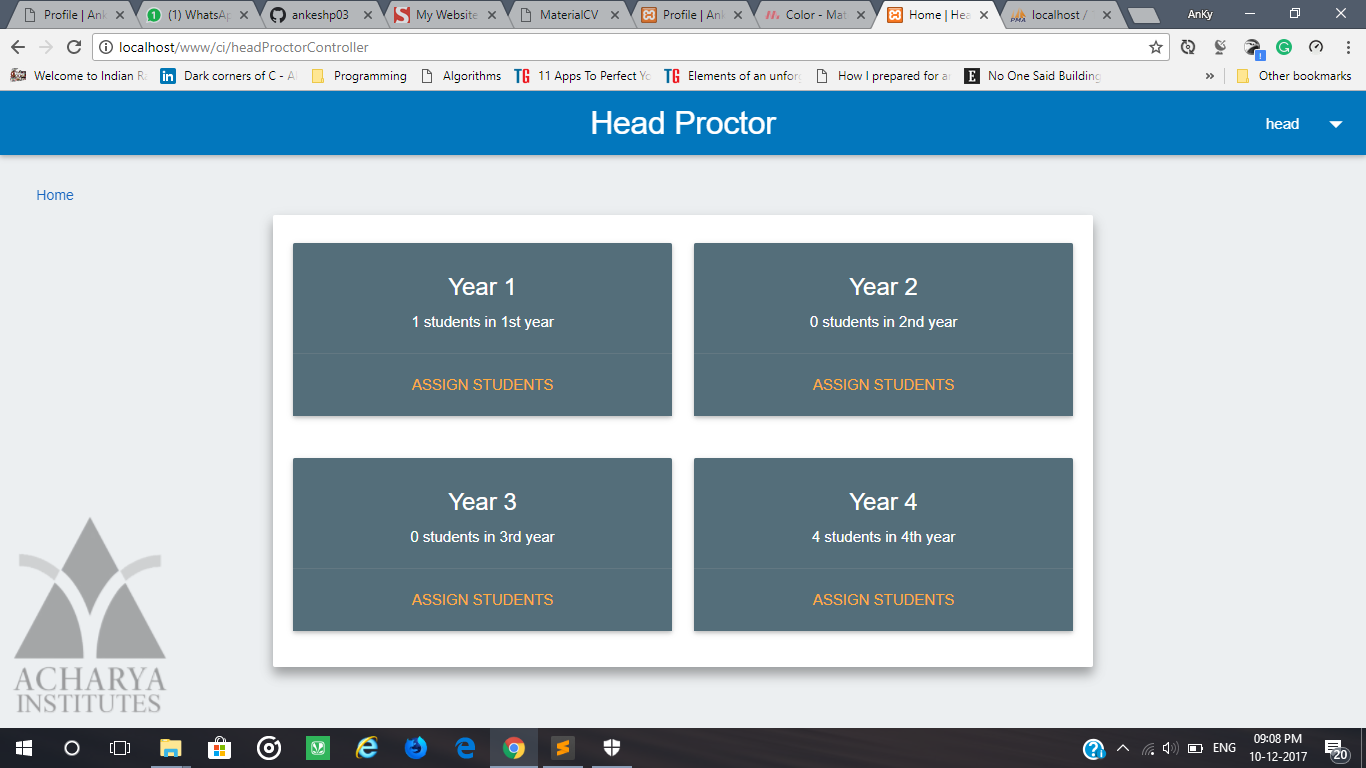 Profile | Ank
(1) WhatsAp
ankeshp03
My Website
MaterialCV
Profile | Ank
Color - Mat
Home | Hea
localhost /
AnKy
localhost/www/ci/headProctorController
Welcome to Indian Ra
Dark corners of C - A
Programming
Algorithms
TG 11 Apps To Perfect Yo
TG Elements of an unforg
How I prepared for a
E No One Said Building
» Other bookmarks
Head Proctor
head
Home
Year 1
1 students in 1st year
ASSIGN STUDENTS
Year 2
0 students in 2nd year
ASSIGN STUDENTS
Year 3
0 students in 3rd year
ASSIGN STUDENTS
Year 4
4 students in 4th year
ASSIGN STUDENTS
ACHARYA
INSTITUTES
ENG
09:08 PM
10-12-2017
20